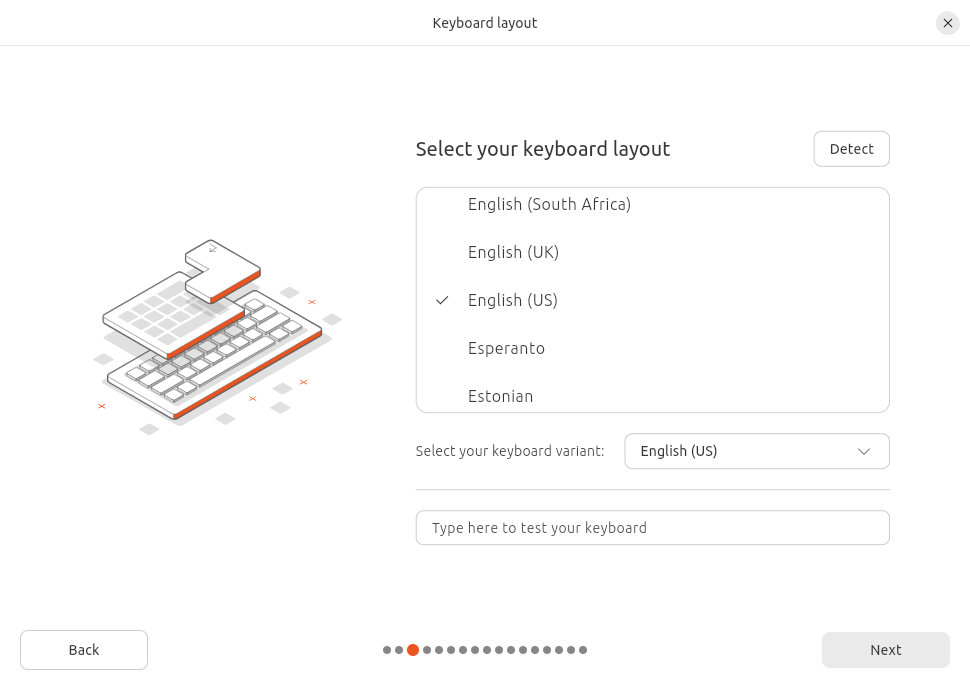 Keyboard layout
Select your keyboard layout
Detect
English (South Africa)
English (UK)
English (US)
Esperanto
Estonian
Select your keyboard variant:
English (US)
Type here to test your keyboard
Back
Next